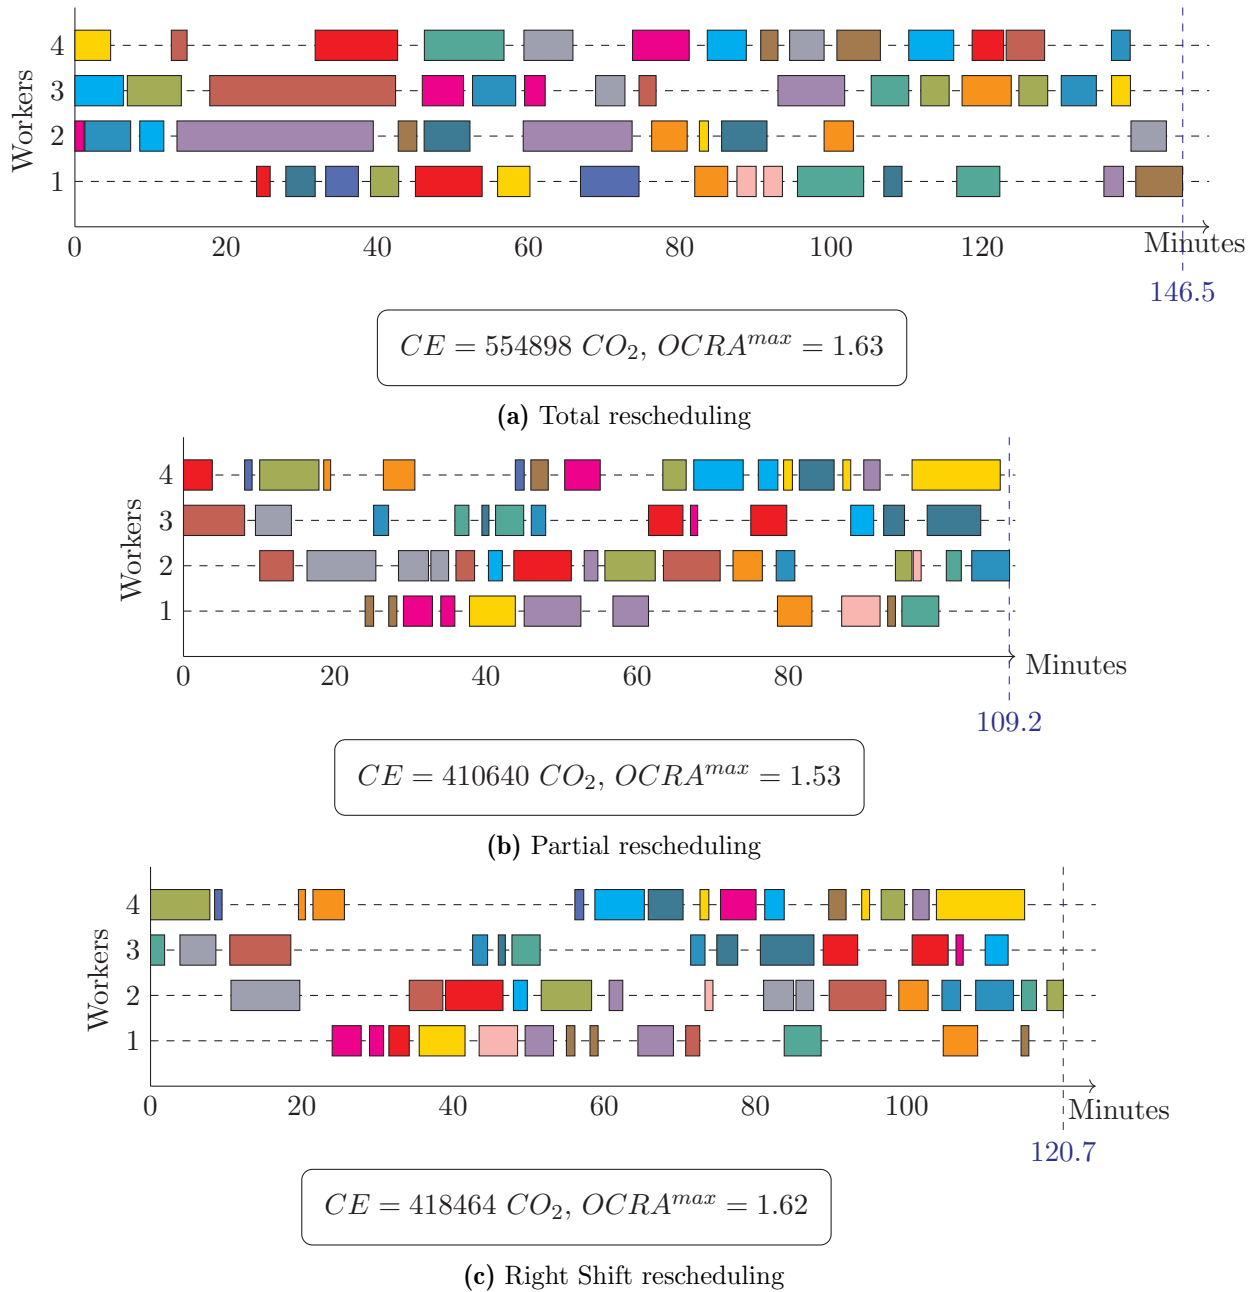 Workers
4
3
2
1
0 20 40 60 80 100 120 Minutes
146.5
CE = 554898 CO₂, OCRAᵐᵃˣ = 1.63
(a) Total rescheduling
Workers
4
3
2
1
0 20 40 60 80 Minutes
109.2
CE = 410640 CO₂, OCRAᵐᵃˣ = 1.53
(b) Partial rescheduling
Workers
4
3
2
1
0 20 40 60 80 100 Minutes
120.7
CE = 418464 CO₂, OCRAᵐᵃˣ = 1.62
(c) Right Shift rescheduling